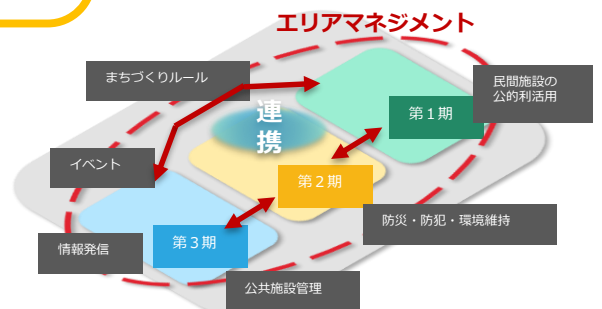 エリアマネジメント
まちづくりルール
民間施設の
公的利活用
連
携
第１期
イベント
第２期
防災・防犯・環境維持
情報発信
第３期
公共施設管理